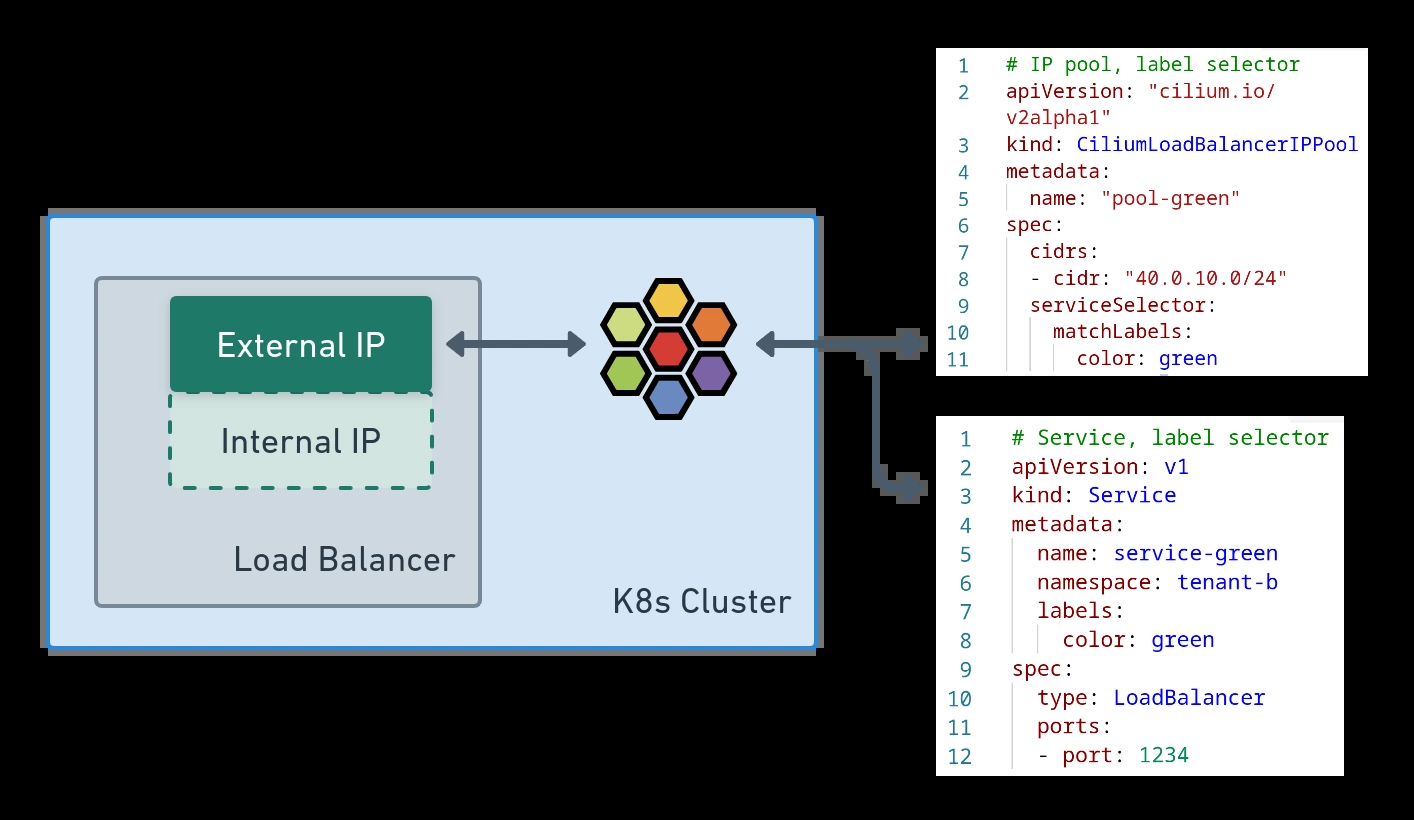 External IP
Internal IP
Load Balancer
K8s Cluster
1 # IP pool, label selector
2 apiVersion: "cilium.io/
v2alpha1"
3 kind: CiliumLoadBalancerIPPool
4 metadata:
5 name: "pool-green"
6 spec:
7 cidrs:
8 - cidr: "40.0.10.0/24"
9 serviceSelector:
10 matchLabels:
11 color: green
1 # Service, label selector
2 apiVersion: v1
3 kind: Service
4 metadata:
5 name: service-green
6 namespace: tenant-b
7 labels:
8 color: green
9 spec:
10 type: LoadBalancer
11 ports:
12 - port: 1234